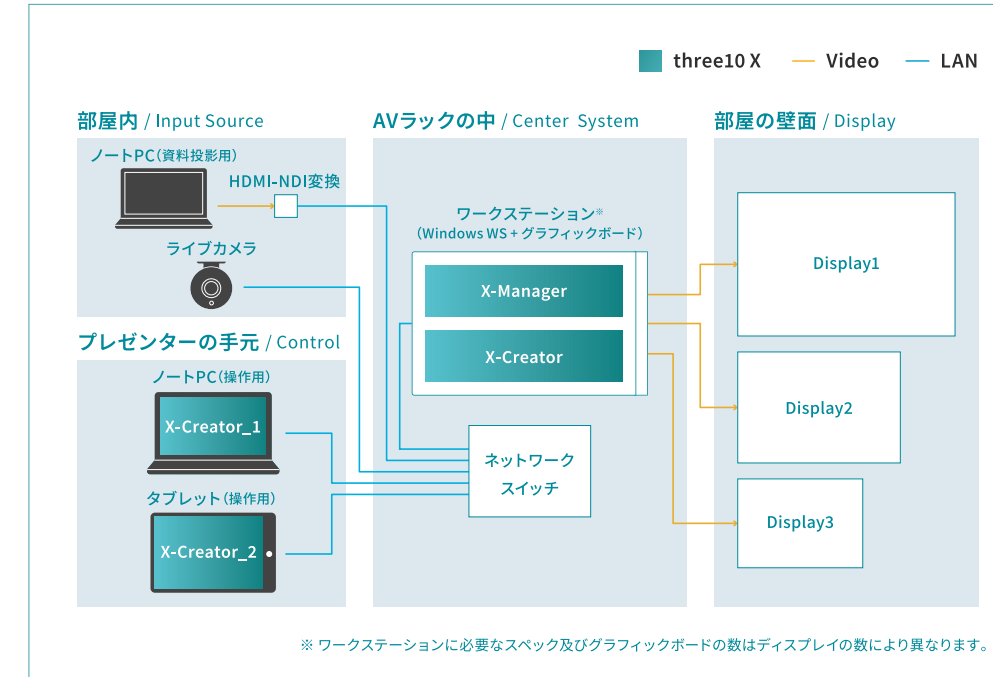 three10 X
Video
LAN
部屋内 / Input Source
ノートPC(資料投影用)
HDMI-NDI変換
ライブカメラ
プレゼンターの手元 / Control
ノートPC(操作用)
X-Creator_1
タブレット(操作用)
X-Creator_2
AVラックの中 / Center System
ワークステーション※
(Windows WS + グラフィックボード)
X-Manager
X-Creator
ネットワーク
スイッチ
部屋の壁面 / Display
Display1
Display2
Display3
※ ワークステーションに必要なスペック及びグラフィックボードの数はディスプレイの数により異なります。